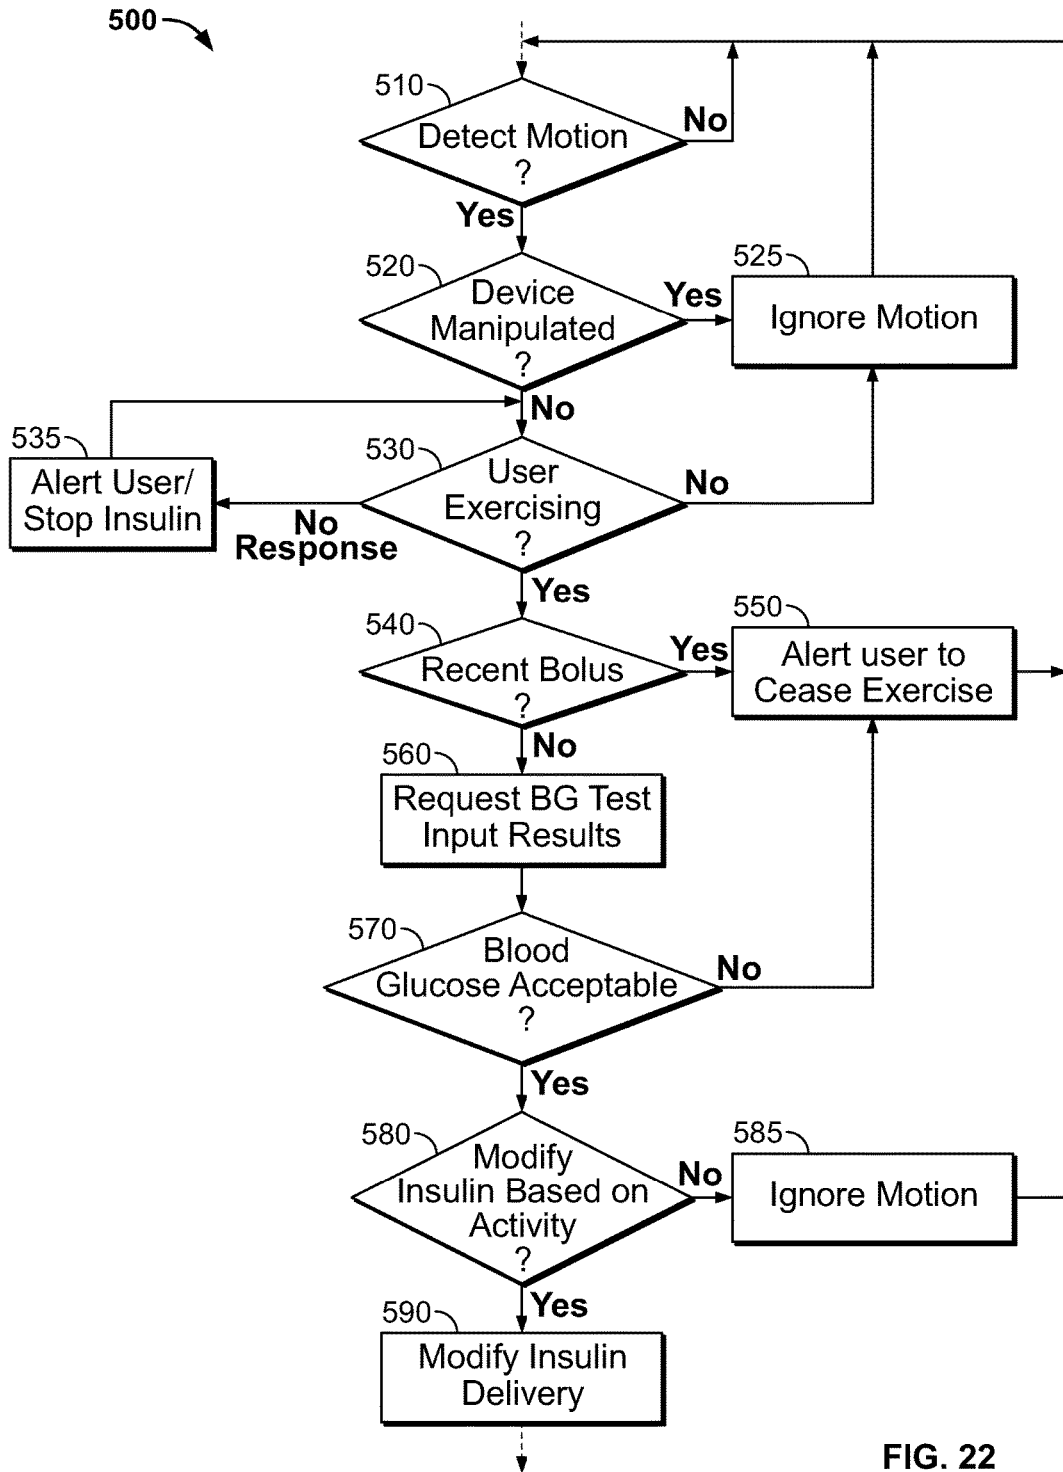 500
510
Detect Motion
?
No
Yes
520
Device
Manipulated
?
Yes
525
Ignore Motion
No
535
Alert User/
Stop Insulin
530
User
Exercising
?
No
No
Response
Yes
540
Recent Bolus
?
Yes
550
Alert user to
Cease Exercise
No
560
Request BG Test
Input Results
570
Blood
Glucose Acceptable
?
No
Yes
580
Modify
Insulin Based on
Activity
?
No
585
Ignore Motion
Yes
590
Modify Insulin
Delivery
FIG. 22